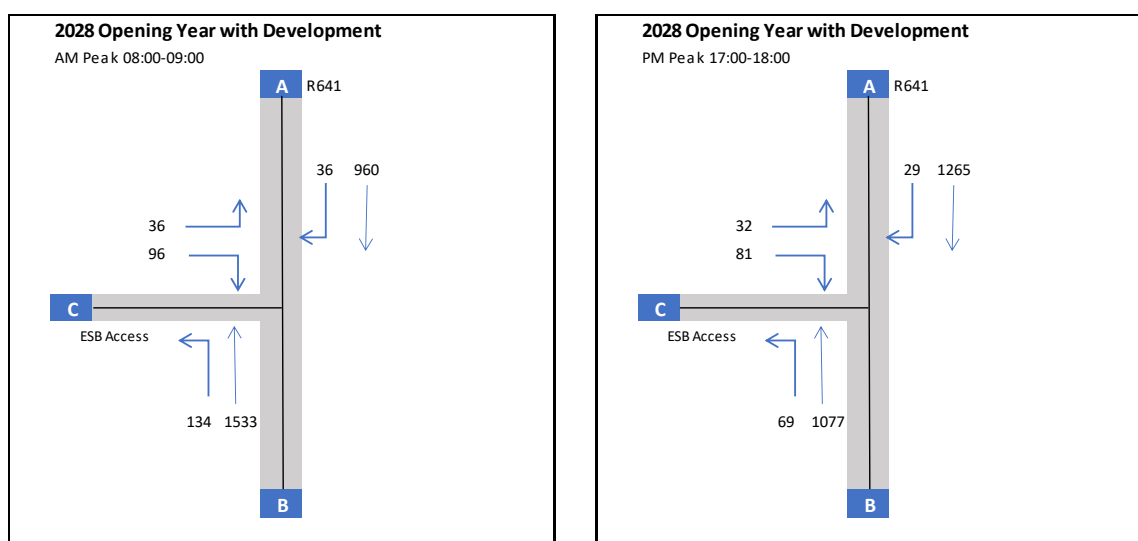 2028 Opening Year with Development
AM Peak 08:00-09:00
A R641
36 960
36
96
C
ESB Access
134 1533
B
2028 Opening Year with Development
PM Peak 17:00-18:00
A R641
29 1265
32
81
C
ESB Access
69 1077
B